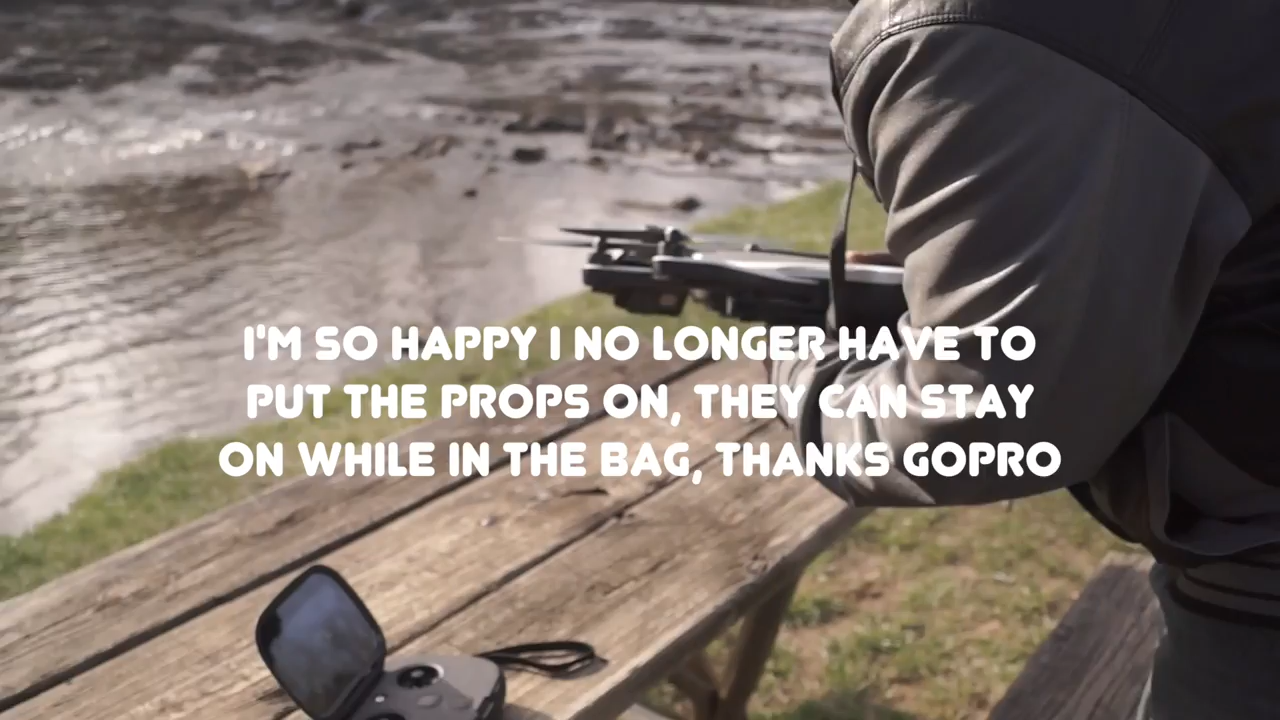 I'M SO HAPPY I NO LONGER HAVE TO
PUT THE PROPS ON, THEY CAN STAY
ON WHILE IN THE BAG, THANKS GOPRO